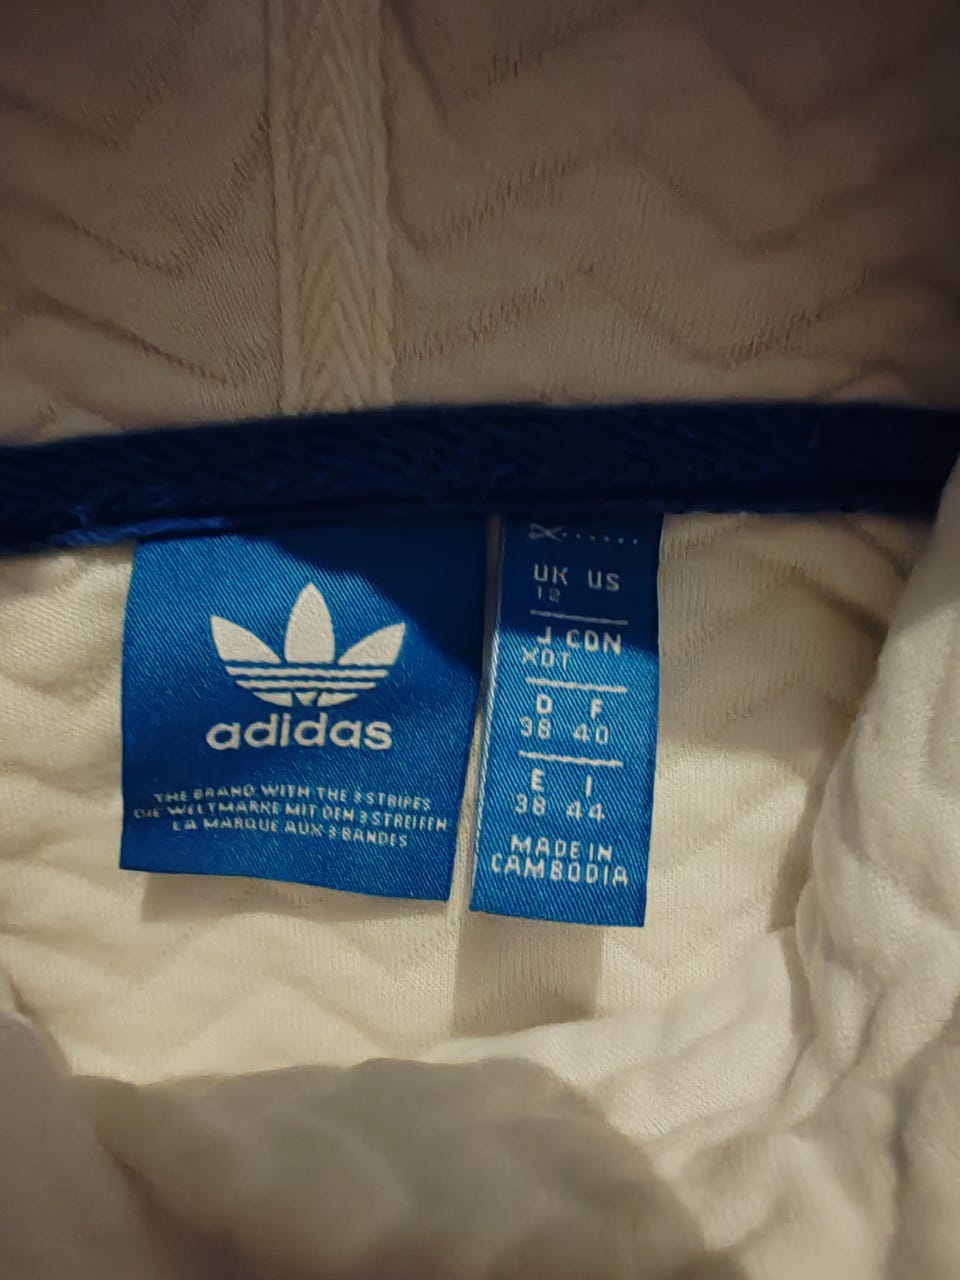 adidas
THE BRAND WITH THE 3 STRIPES
DIE WELTMARKE MIT DEN 3 STREIFEN
LA MARQUE AUX 3 BANDES
UK US
12
J CDN
XOT
D F
38 40
E I
38 44
MADE IN
CAMBODIA